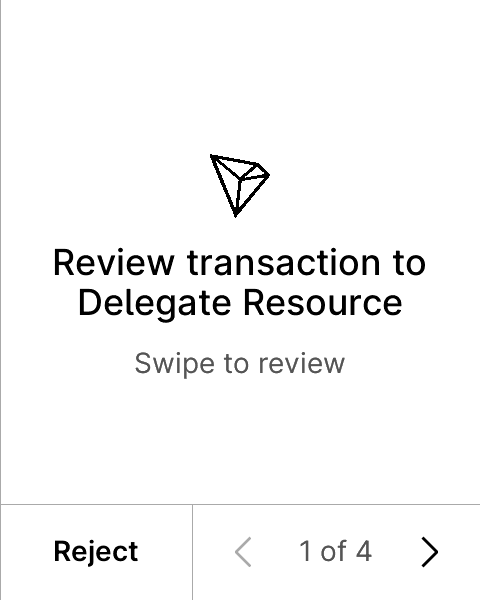 Review transaction to
Delegate Resource
Swipe to review
Reject
1 of 4